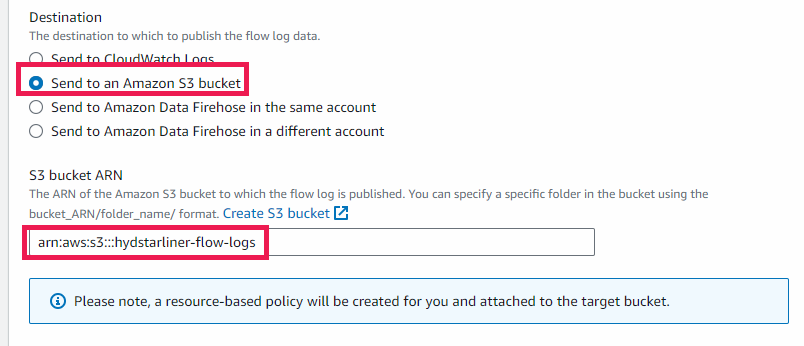 Destination
The destination to which to publish the flow log data.
Send to CloudWatch Logs
Send to an Amazon S3 bucket
Send to Amazon Data Firehose in the same account
Send to Amazon Data Firehose in a different account
S3 bucket ARN
The ARN of the Amazon S3 bucket to which the flow log is published. You can specify a specific folder in the bucket using the
bucket_ARN/folder_name/ format. Create S3 bucket
arn:aws:s3:::hydstarliner-flow-logs
Please note, a resource-based policy will be created for you and attached to the target bucket.